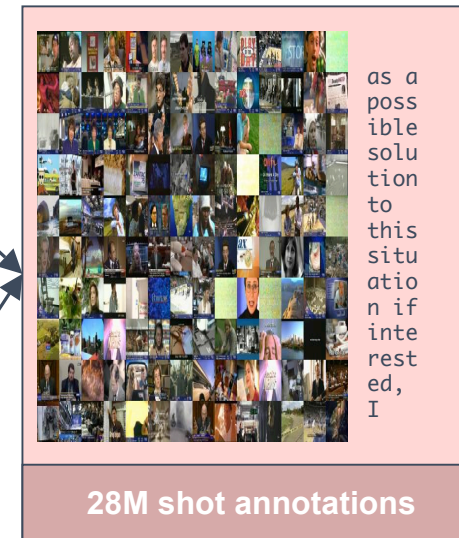 as a
poss
ible
solu
tion
to
this
situ
atio
n if
inte
rest
ed,
I
28M shot annotations